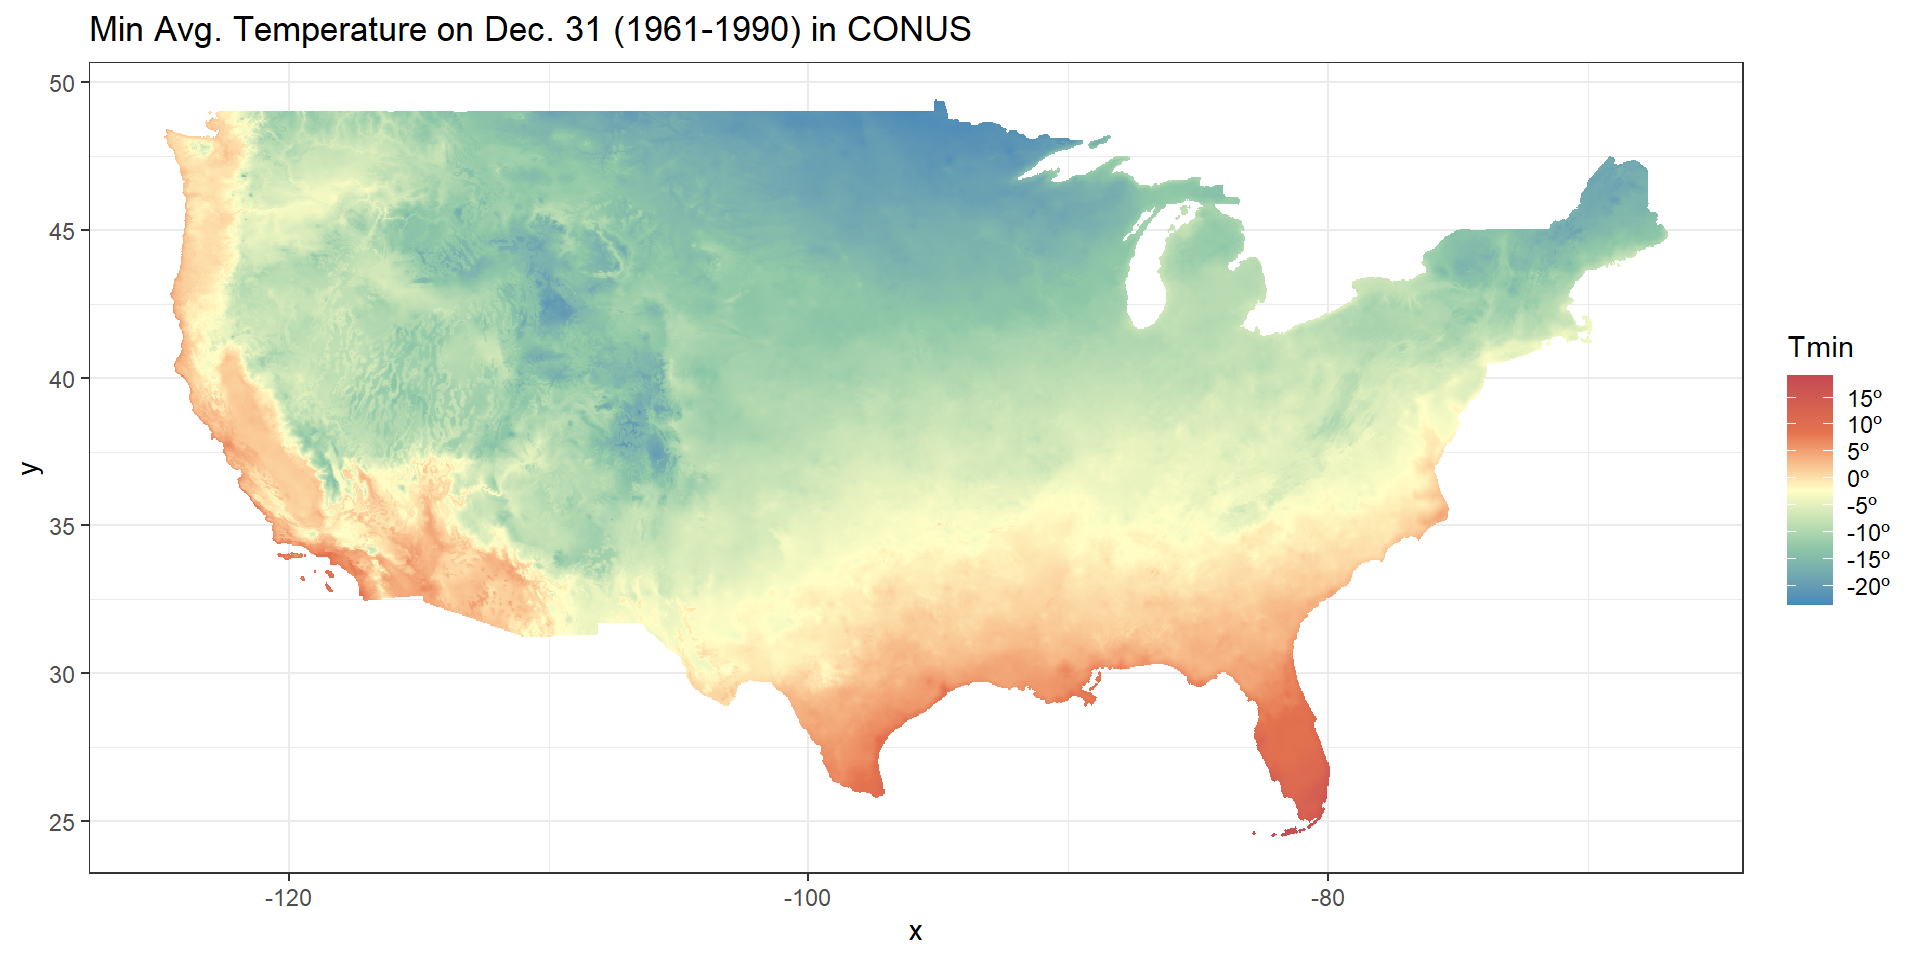 Min Avg. Temperature on Dec. 31 (1961-1990) in CONUS
50
45
40
35
30
25
y
-120
-100
-80
x
Tmin
15º
10º
5º
0º
-5º
-10º
-15º
-20º